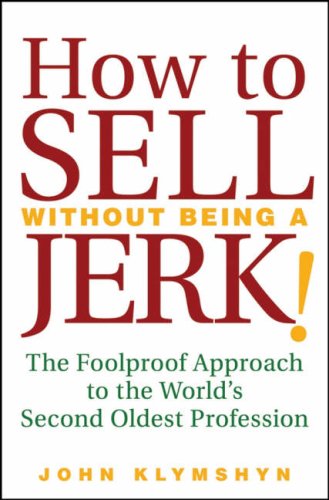 How to
SELL
WITHOUT BEING A
JERK!
The Foolproof Approach
to the World's
Second Oldest Profession
JOHN KLYMSHYN